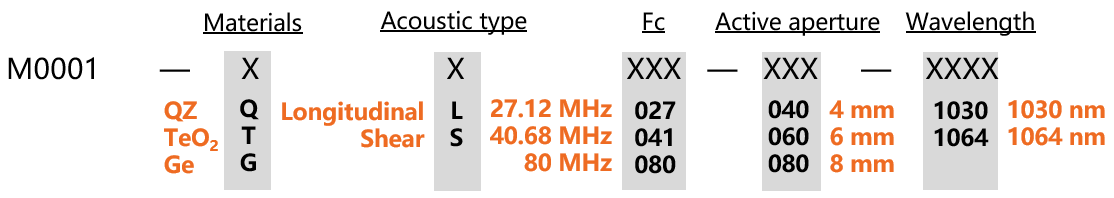 Materials Acoustic type Fc Active aperture Wavelength
M0001 — X X XXX — XXX — XXXX
QZ Q Longitudinal L 27.12 MHz 027 040 4 mm 1030 1030 nm
TeO₂ T Shear S 40.68 MHz 041 060 6 mm 1064 1064 nm
Ge G 80 MHz 080 080 8 mm